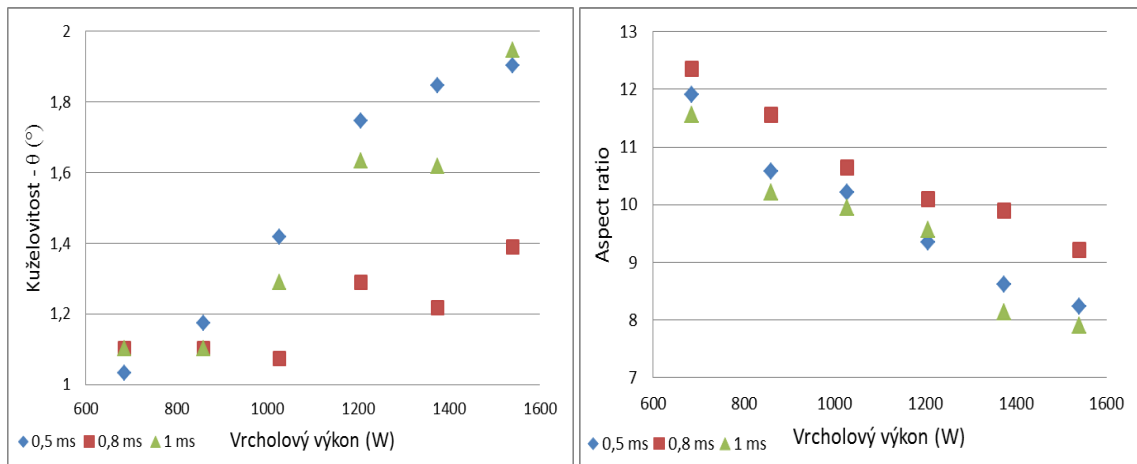 Kuželovitost - θ (°)
2
1,8
1,6
1,4
1,2
1
600 800 1000 1200 1400 1600
Vrcholový výkon (W)
0,5 ms 0,8 ms 1 ms
Aspect ratio
13
12
11
10
9
8
7
600 800 1000 1200 1400 1600
Vrcholový výkon (W)
0,5 ms 0,8 ms 1 ms